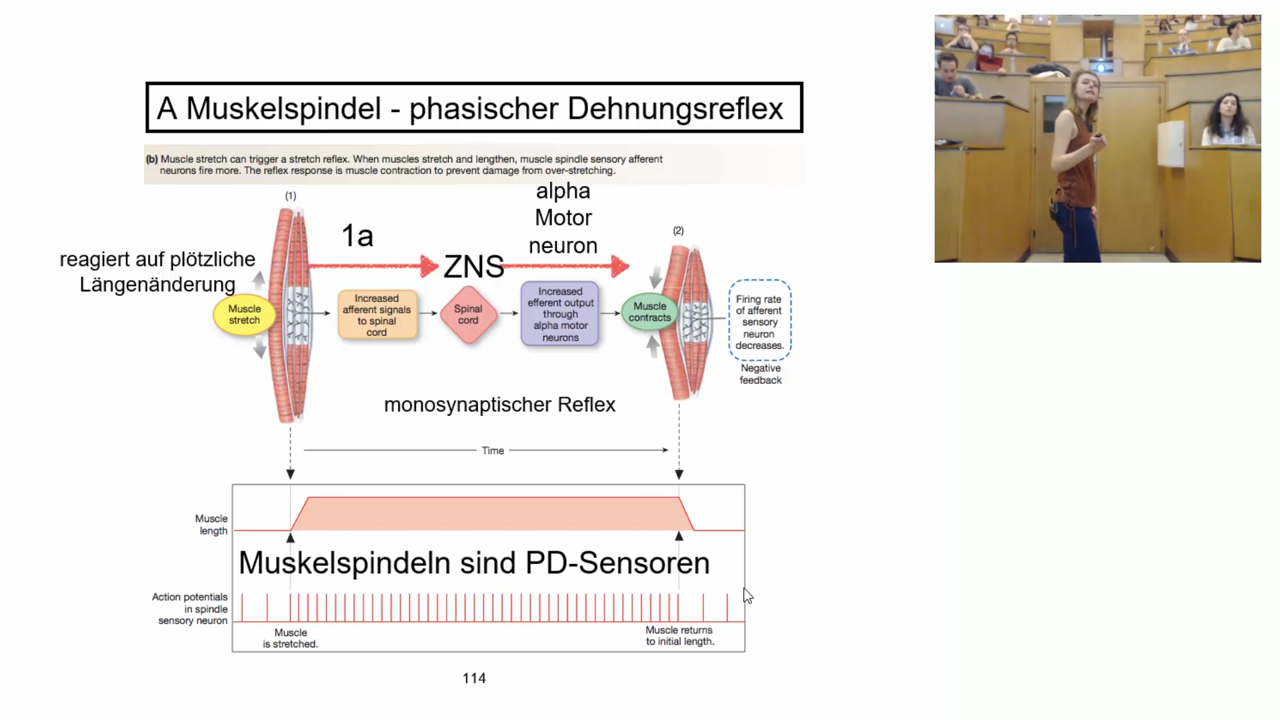 A Muskelspindel - phasischer Dehnungsreflex
(b) Muscle stretch can trigger a stretch reflex. When muscles stretch and lengthen, muscle spindle sensory afferent
neurons fire more. The reflex response is muscle contraction to prevent damage from over-stretching.
(1)
reagiert auf plötzliche
Längenänderung
Muscle
stretch
1a
Increased
afferent signals
to spinal
cord
ZNS
Spinal
cord
alpha
Motor
neuron
Increased
efferent output
through
alpha motor
neurons
(2)
Muscle
contracts
Firing rate
of afferent
sensory
neuron
decreases.
Negative
feedback
monosynaptischer Reflex
Time
Muscle
length
Muskelspindeln sind PD-Sensoren
Action potentials
in spindle
sensory neuron
Muscle
is stretched.
Muscle returns
to initial length.
114